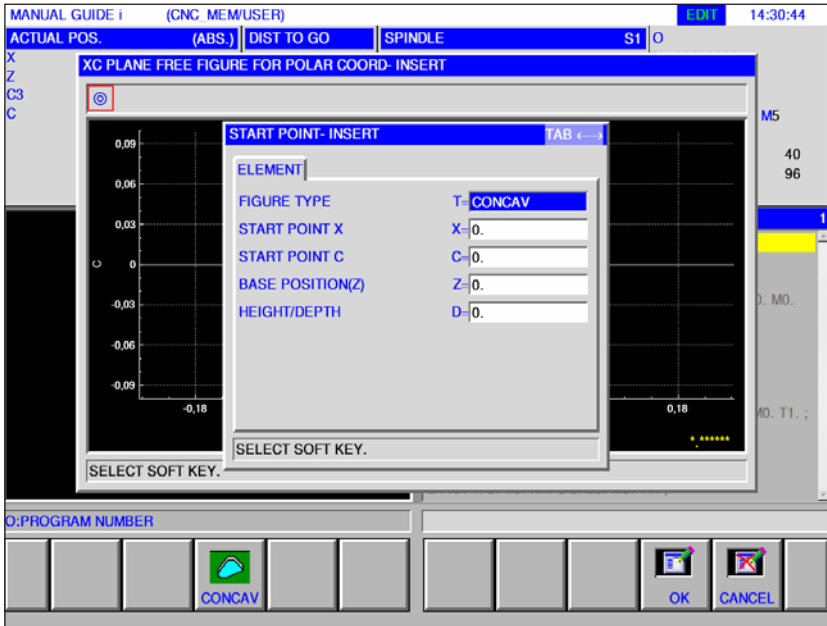 MANUAL GUIDE i (CNC_MEM/USER) EDIT 14:30:44
ACTUAL POS. (ABS.) DIST TO GO SPINDLE S1 O
X
Z
C3
C
XC PLANE FREE FIGURE FOR POLAR COORD- INSERT
M5
40
96
START POINT- INSERT TAB
ELEMENT
FIGURE TYPE T= CONCAV
START POINT X X= 0.
START POINT C C= 0.
BASE POSITION(Z) Z= 0.
HEIGHT/DEPTH D= 0.
SELECT SOFT KEY.
0,09
0,06
0,03
0
-0,03
-0,06
-0,09
C
-0,18 0,18
*.******
1
0. M0.
M0. T1. ;
SELECT SOFT KEY.
O:PROGRAM NUMBER
CONCAV OK CANCEL